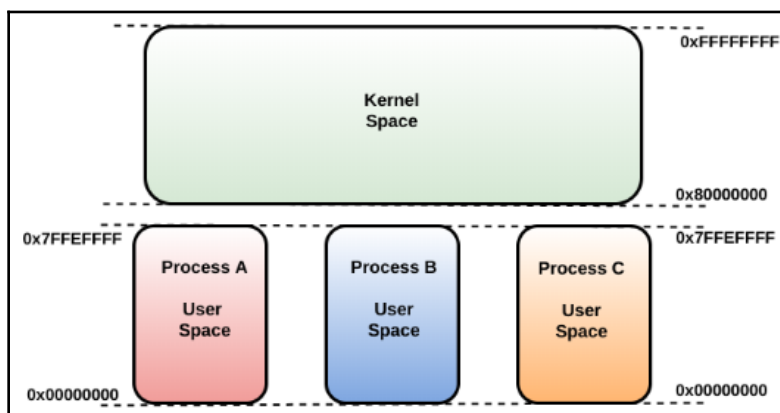 0xFFFFFFFF
Kernel
Space
0x80000000
0x7FFEFFFF
0x7FFEFFFF
Process A
User
Space
Process B
User
Space
Process C
User
Space
0x00000000
0x00000000